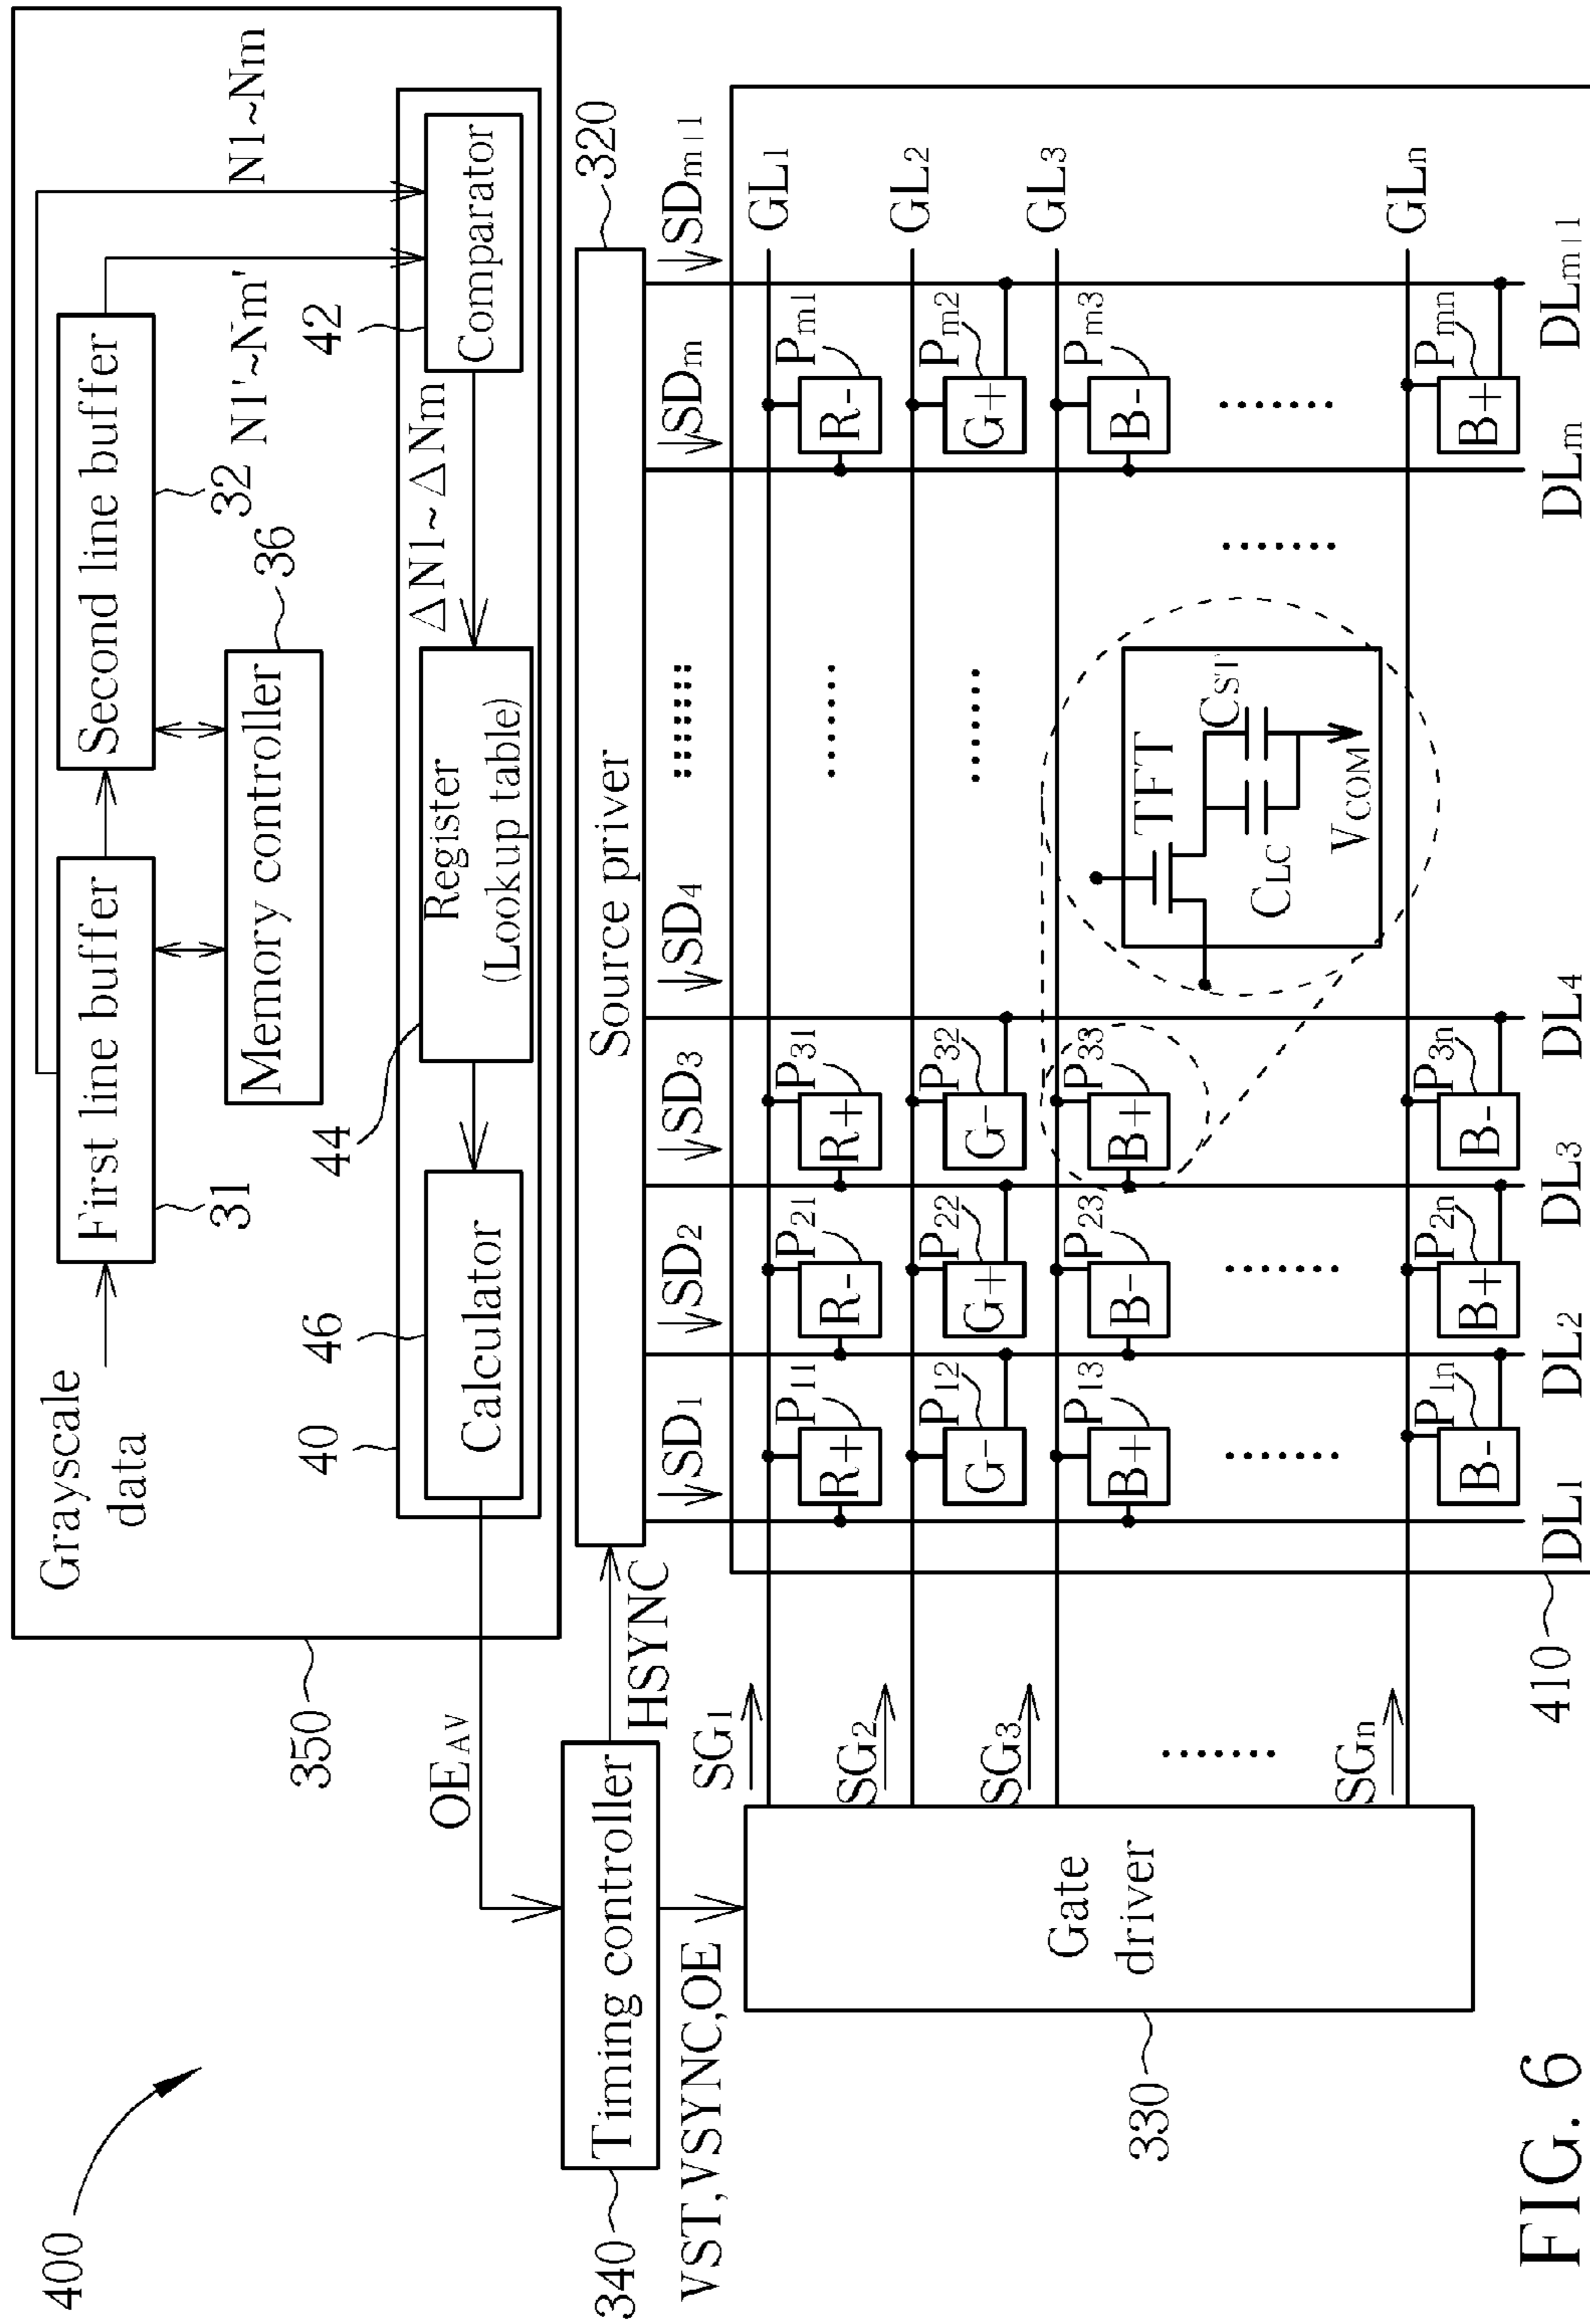 400
350
Grayscale
data
First line buffer
31
Second line buffer
32
N1'~Nm'
N1~Nm
Memory controller
36
40
46
Calculator
44
Register
(Lookup table)
△N1~△Nm
42
Comparator
OEAV
340
Timing controller
HSYNC
VST,VSYNC,OE
Source priver
320
SD1
SD2
SD3
SD4
SDm
SDm+1
330
Gate
driver
SG1
SG2
SG3
SGn
GL1
GL2
GL3
GLn
R+
P11
R-
P21
R+
P31
R-
Pm1
G-
P12
G+
P22
G-
P32
G+
Pm2
B+
P13
B-
P23
B+
P33
B-
Pm3
B-
P1n
B+
P2n
B-
P3n
B+
Pmn
TFT
CLC
CST
VCOM
410
DL1
DL2
DL3
DL4
DLm
DLm+1
FIG. 6